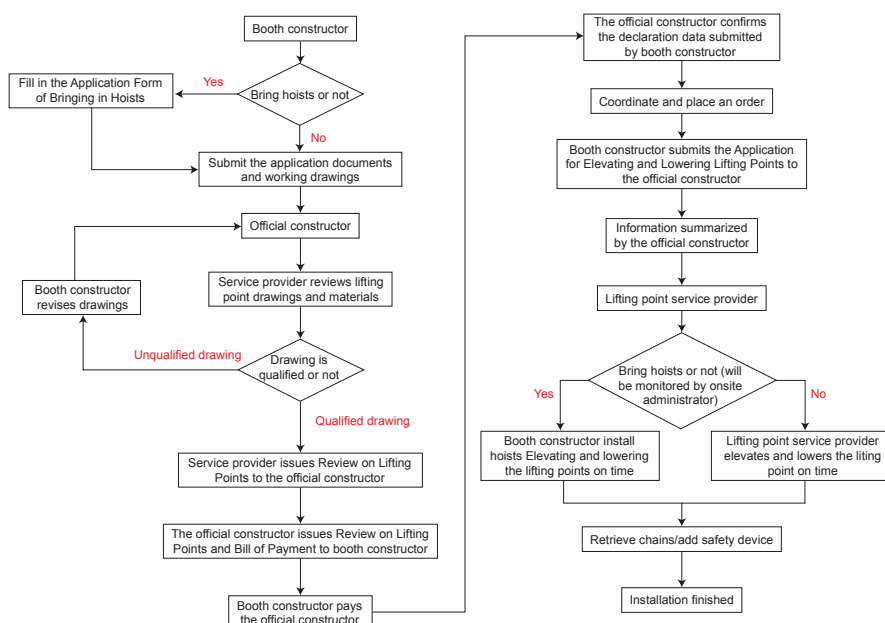 Booth constructor
Yes
Fill in the Application Form
of Bringing in Hoists
Bring hoists or not
No
Submit the application documents
and working drawings
Official constructor
Service provider reviews lifting
point drawings and materials
Booth constructor
revises drawings
Unqualified drawing
Drawing is
qualified or not
Qualified drawing
Service provider issues Review on Lifting
Points to the official constructor
The official constructor issues Review on Lifting
Points and Bill of Payment to booth constructor
Booth constructor pays
the official constructor
The official constructor confirms
the declaration data submitted
by booth constructor
Coordinate and place an order
Booth constructor submits the Application
for Elevating and Lowering Lifting Points to
the official constructor
Information summarized
by the official constructor
Lifting point service provider
Bring hoists or not (will
be monitored by onsite
administrator)
Yes
No
Booth constructor install
hoists Elevating and lowering
the lifting points on time
Lifting point service provider
elevates and lowers the liting
point on time
Retrieve chains/add safety device
Installation finished